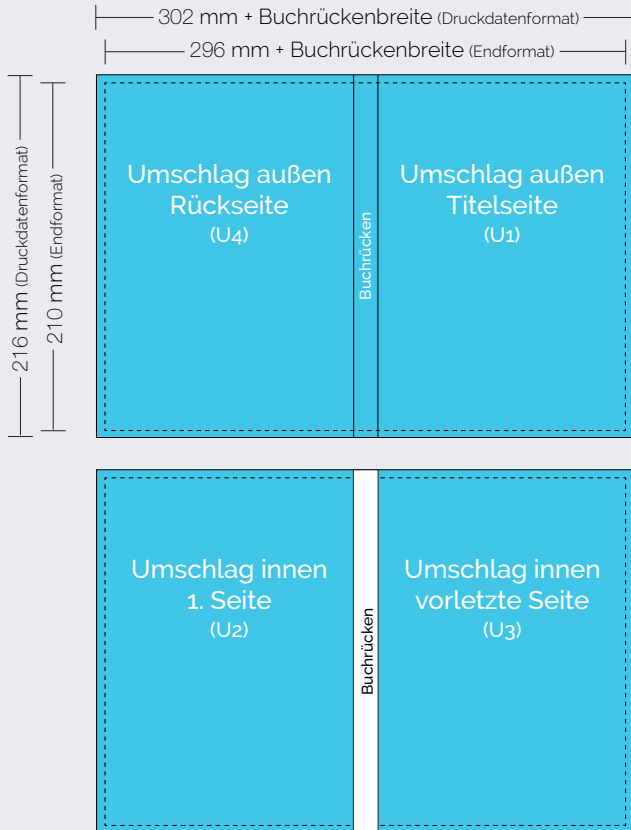 302 mm + Buchrückenbreite (Druckdatenformat)
296 mm + Buchrückenbreite (Endformat)
216 mm (Druckdatenformat)
210 mm (Endformat)
Umschlag außen
Rückseite
(U4)
Buchrücken
Umschlag außen
Titelseite
(U1)
Umschlag innen
1. Seite
(U2)
Buchrücken
Umschlag innen
vorletzte Seite
(U3)